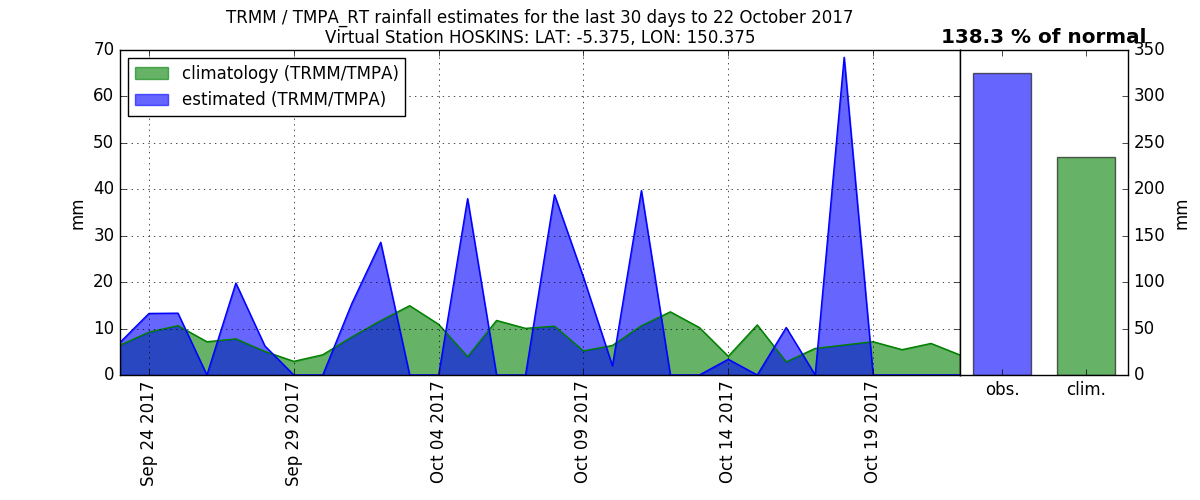 TRMM / TMPA_RT rainfall estimates for the last 30 days to 22 October 2017
Virtual Station HOSKINS: LAT: -5.375, LON: 150.375
138.3 % of normal
climatology (TRMM/TMPA)
estimated (TRMM/TMPA)
70
60
50
40
30
20
10
0
mm
Sep 24 2017
Sep 29 2017
Oct 04 2017
Oct 09 2017
Oct 14 2017
Oct 19 2017
350
300
250
200
150
100
50
0
mm
obs.
clim.